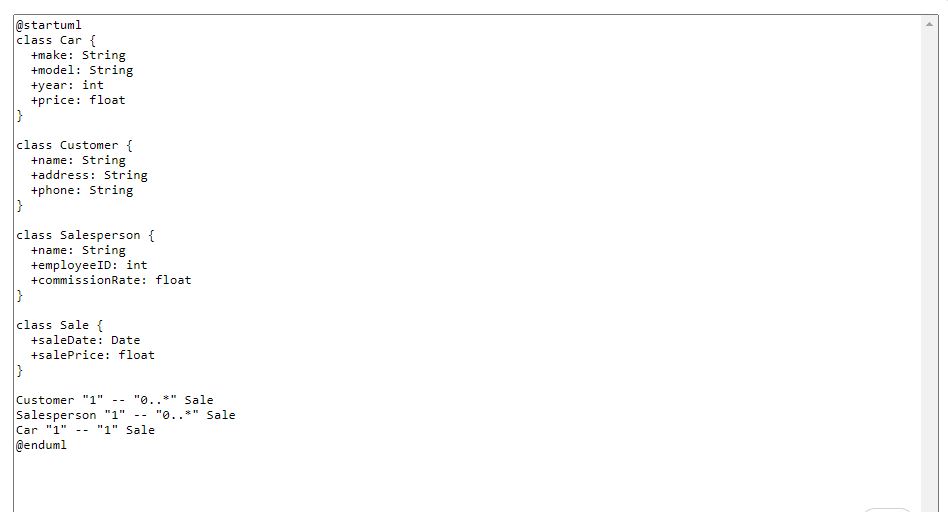 @startuml
class Car {
  +make: String
  +model: String
  +year: int
  +price: float
}

class Customer {
  +name: String
  +address: String
  +phone: String
}

class Salesperson {
  +name: String
  +employeeID: int
  +commissionRate: float
}

class Sale {
  +saleDate: Date
  +salePrice: float
}

Customer "1" -- "0..*" Sale
Salesperson "1" -- "0..*" Sale
Car "1" -- "1" Sale
@enduml